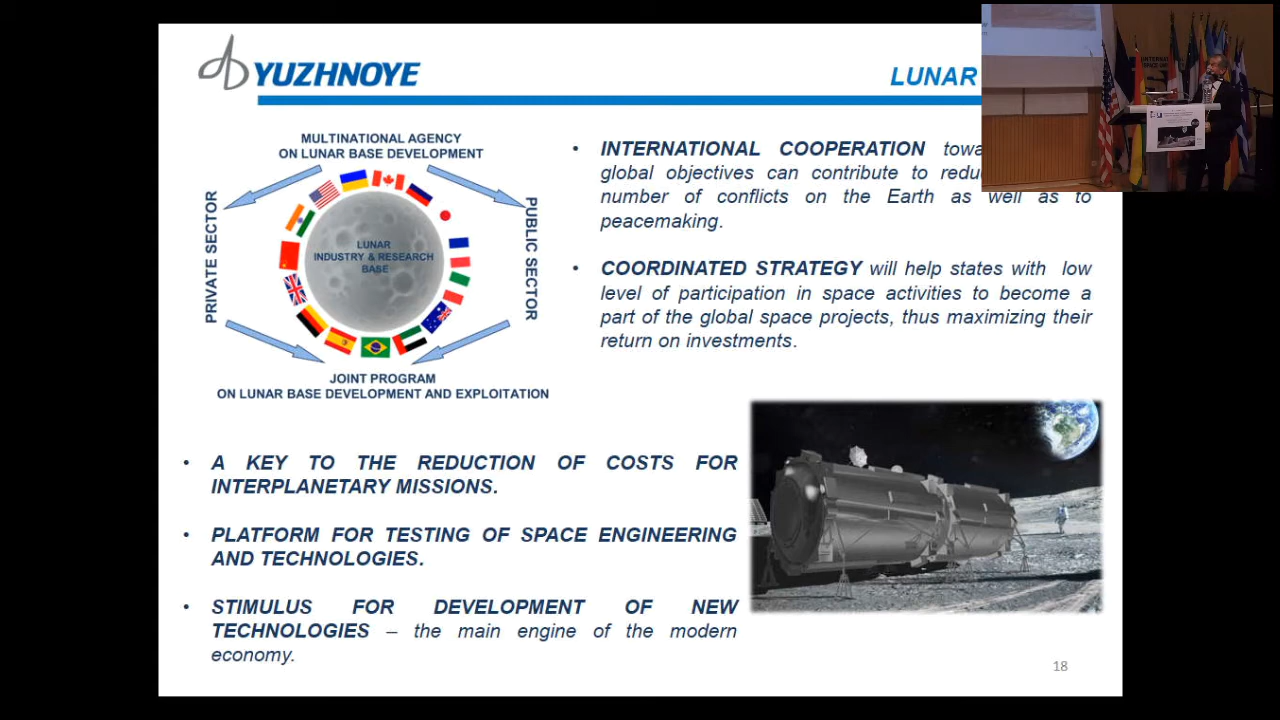 YUZHNOYE
LUNAR
MULTINATIONAL AGENCY
ON LUNAR BASE DEVELOPMENT
PRIVATE SECTOR
PUBLIC SECTOR
LUNAR
INDUSTRY & RESEARCH
BASE
JOINT PROGRAM
ON LUNAR BASE DEVELOPMENT AND EXPLOITATION
• INTERNATIONAL COOPERATION
global objectives can contribute to
number of conflicts on the Earth as well as to
peacemaking.
• COORDINATED STRATEGY will help states with low
level of participation in space activities to become a
part of the global space projects, thus maximizing their
return on investments.
• A KEY TO THE REDUCTION OF COSTS FOR
INTERPLANETARY MISSIONS.
• PLATFORM FOR TESTING OF SPACE ENGINEERING
AND TECHNOLOGIES.
• STIMULUS FOR DEVELOPMENT OF NEW
TECHNOLOGIES – the main engine of the modern
economy.
18